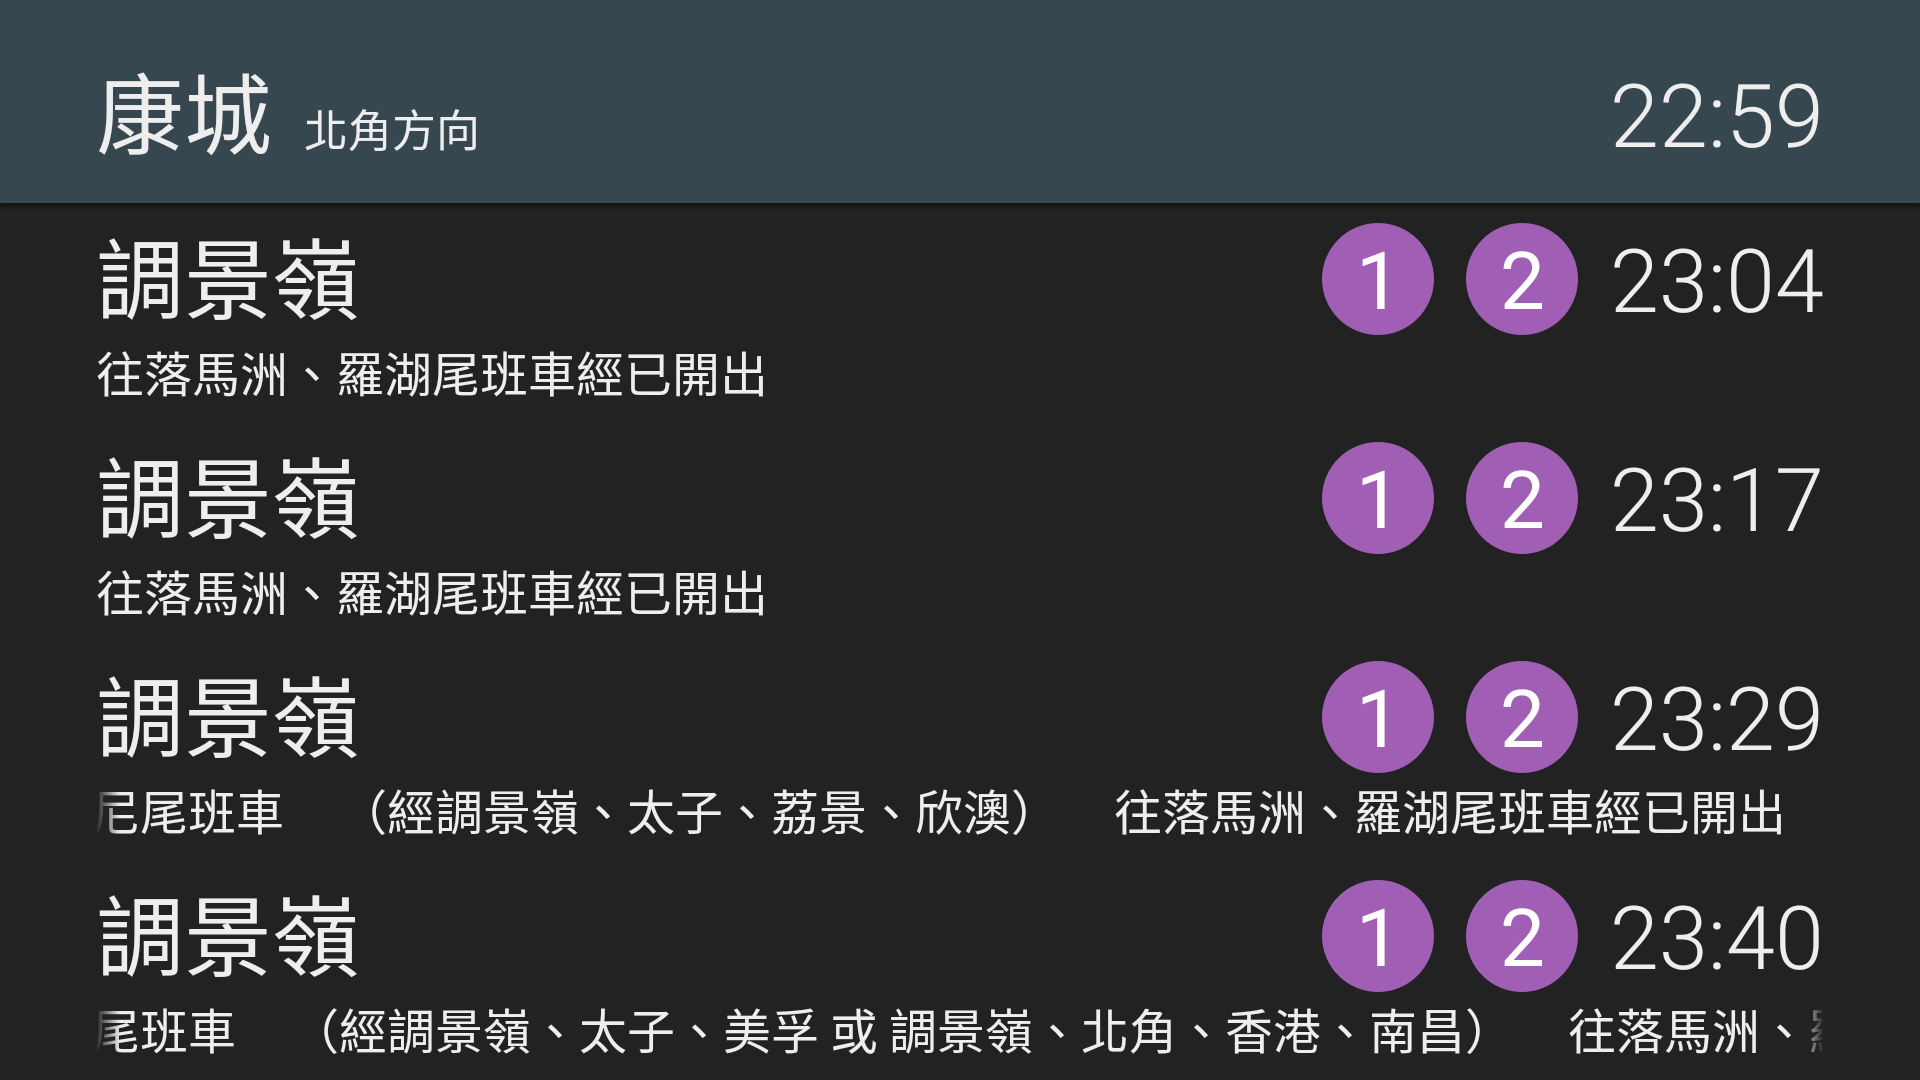 康城 北角方向 22:59
調景嶺 1 2 23:04
往落馬洲、羅湖尾班車經已開出
調景嶺 1 2 23:17
往落馬洲、羅湖尾班車經已開出
調景嶺 1 2 23:29
尾班車 （經調景嶺、太子、荔景、欣澳） 往落馬洲、羅湖尾班車經已開出
調景嶺 1 2 23:40
尾班車 （經調景嶺、太子、美孚 或 調景嶺、北角、香港、南昌） 往落馬洲、